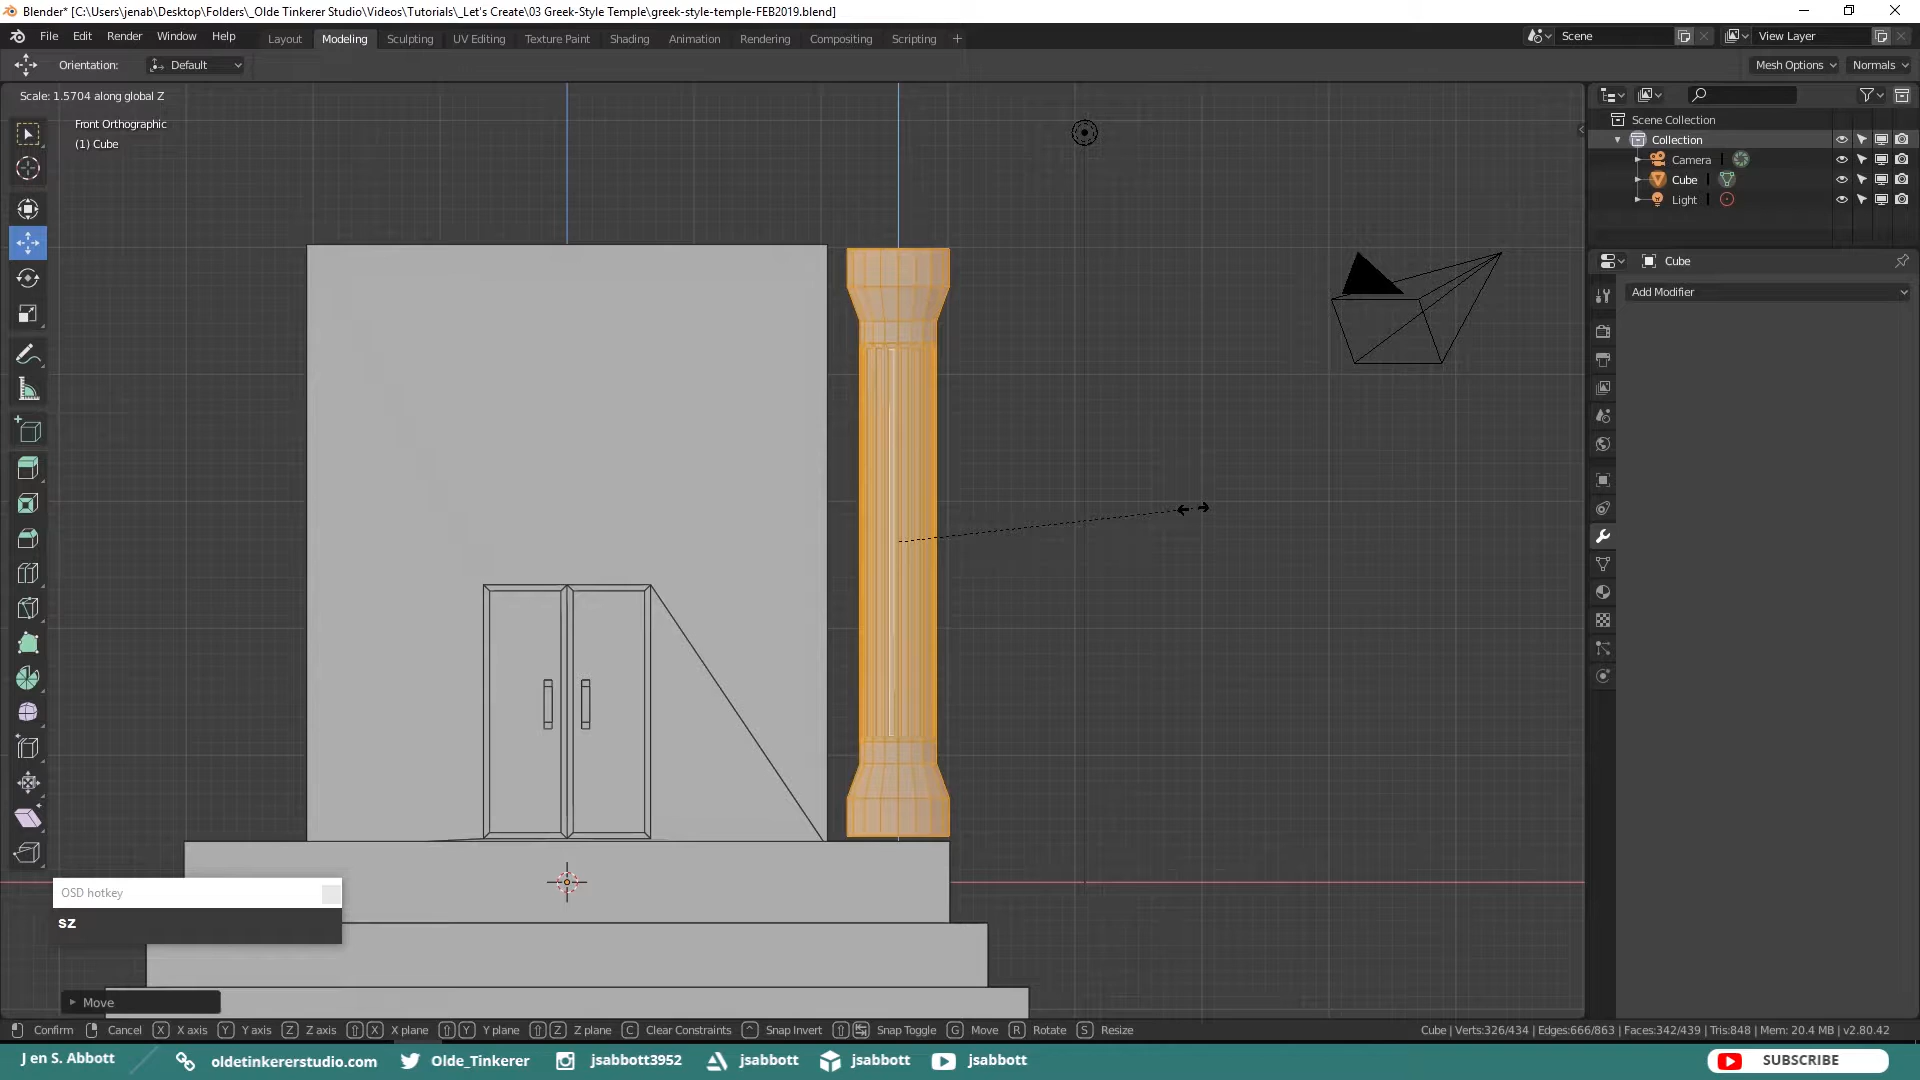 Blender* [C:\Users\jenab\Desktop\Folders\_Olde Tinkerer Studio\Videos\Tutorials\_Let's Create\03 Greek-Style Temple\greek-style-temple-FEB2019.blend]
File Edit Render Window Help Layout Modeling Sculpting UV Editing Texture Paint Shading Animation Rendering Compositing Scripting + Scene View Layer
Orientation: Default Mesh Options Normals
Scale: 1.5704 along global Z
Front Orthographic
(1) Cube
Scene Collection
Collection
Camera
Cube
Light
Cube
Add Modifier
OSD hotkey
sz
Move
Confirm Cancel X X axis Y Y axis Z Z axis X X plane Y Y plane Z Z plane C Clear Constraints ^ Snap Invert Snap Toggle G Move R Rotate S Resize Cube | Verts:326/434 | Edges:666/863 | Faces:342/439 | Tris:848 | Mem: 20.4 MB | v2.80.42
Jen S. Abbott oldetinkererstudio.com Olde_Tinkerer jsabbott3952 jsabbott jsabbott jsabbott SUBSCRIBE